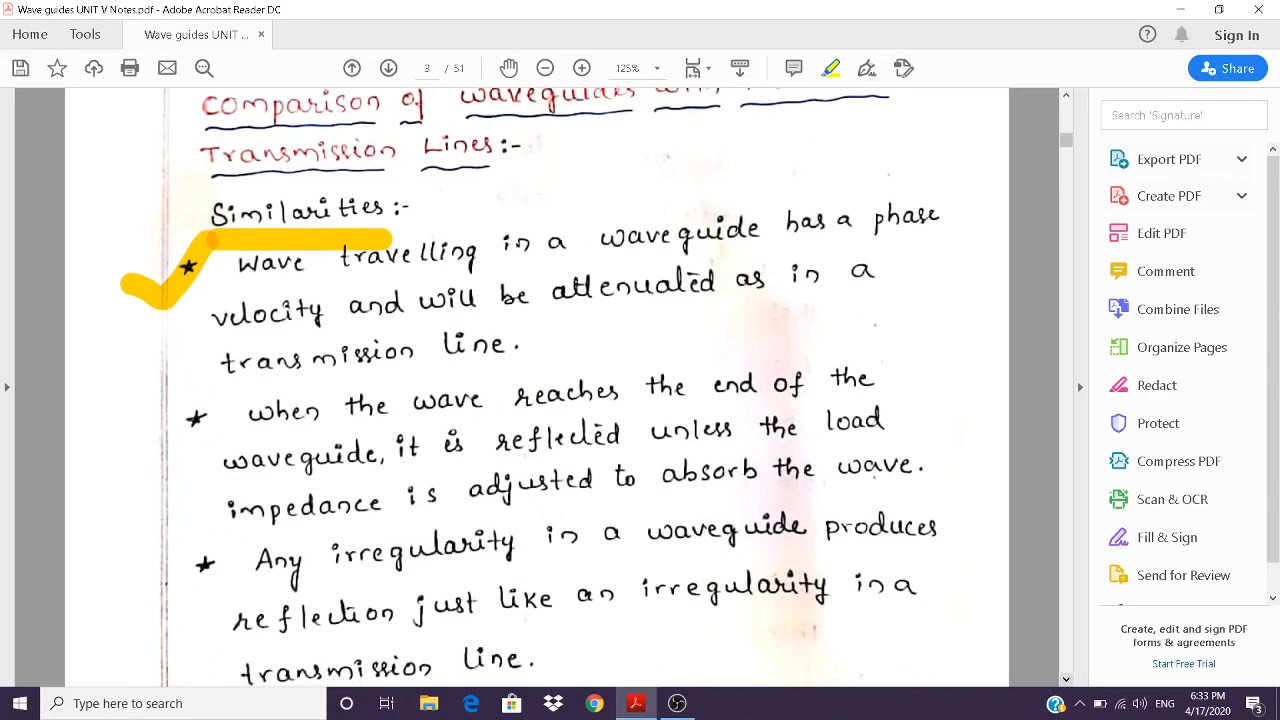 Wave guides UNIT V Notes.pdf - Adobe Acrobat Reader DC
Home Tools Wave guides UNIT ... × Sign In
3 / 51 125% Share
Comparison of waveguides with
Transmission Lines:-
Similarities :-
* Wave travelling in a waveguide has a phase
velocity and will be attenuated as in a
transmission line.
* When the wave reaches the end of the
waveguide, it is reflected unless the load
impedance is adjusted to absorb the wave.
* Any irregularity in a waveguide produces
reflection just like an irregularity in a
transmission line.
Search 'Signature'
Export PDF
Create PDF
Edit PDF
Comment
Combine Files
Organize Pages
Redact
Protect
Compress PDF
Scan & OCR
Fill & Sign
Send for Review
Create, edit and sign PDF
forms & agreements
Start Free Trial
Type here to search
ENG
6:33 PM
4/17/2020
3